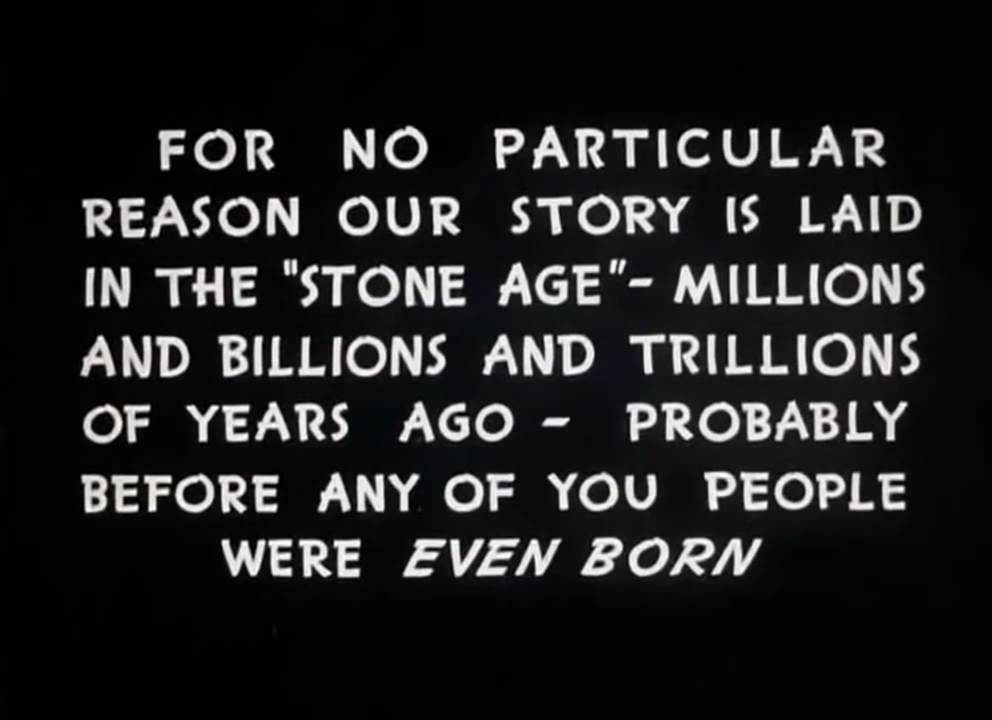 FOR NO PARTICULAR
REASON OUR STORY IS LAID
IN THE "STONE AGE"- MILLIONS
AND BILLIONS AND TRILLIONS
OF YEARS AGO - PROBABLY
BEFORE ANY OF YOU PEOPLE
WERE EVEN BORN